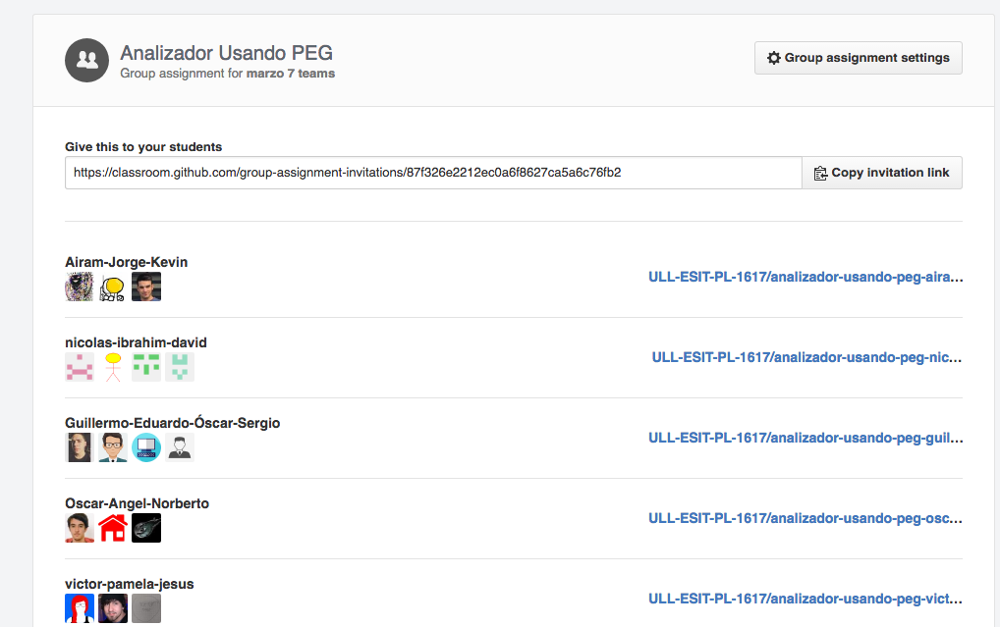 Analizador Usando PEG
Group assignment for marzo 7 teams
Group assignment settings
Give this to your students
https://classroom.github.com/group-assignment-invitations/87f326e2212ec0a6f8627ca5a6c76fb2
Copy invitation link
Airam-Jorge-Kevin
ULL-ESIT-PL-1617/analizador-usando-peg-aira...
nicolas-ibrahim-david
ULL-ESIT-PL-1617/analizador-usando-peg-nic...
Guillermo-Eduardo-Óscar-Sergio
ULL-ESIT-PL-1617/analizador-usando-peg-guil...
Oscar-Angel-Norberto
ULL-ESIT-PL-1617/analizador-usando-peg-osc...
victor-pamela-jesus
ULL-ESIT-PL-1617/analizador-usando-peg-vict...